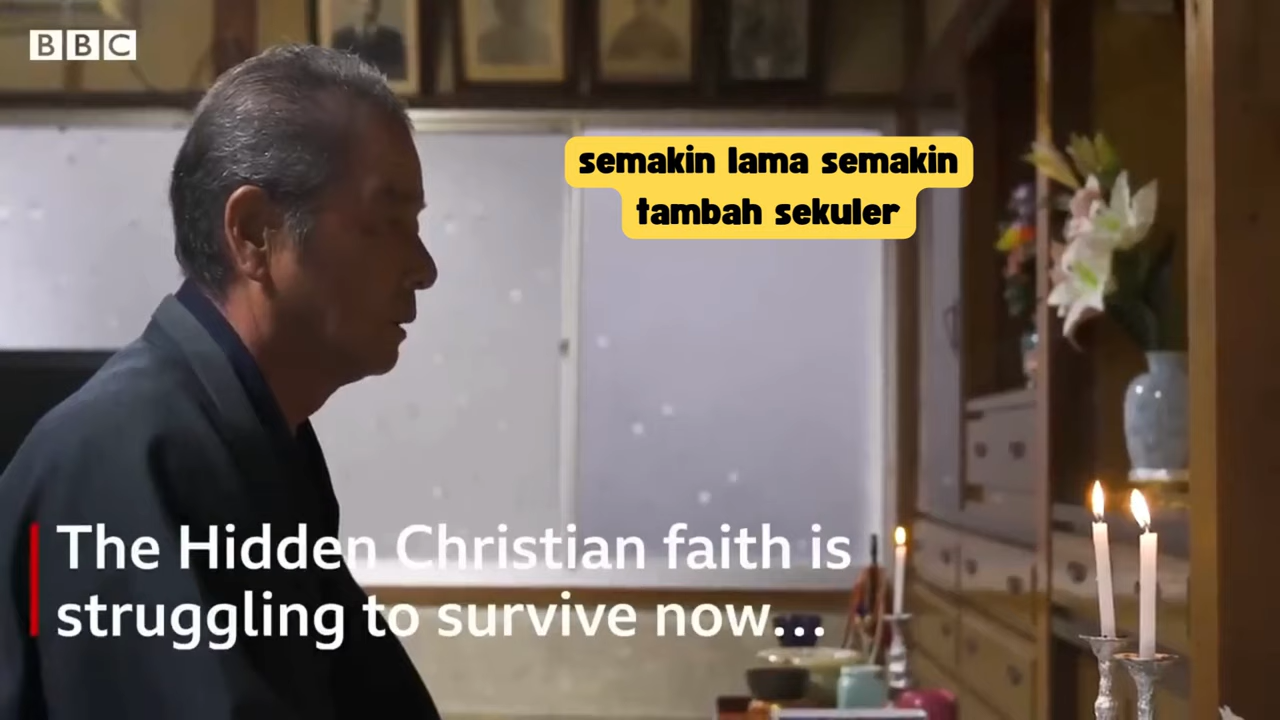 BBC
semakin lama semakin
tambah sekuler
The Hidden Christian faith is
struggling to survive now...